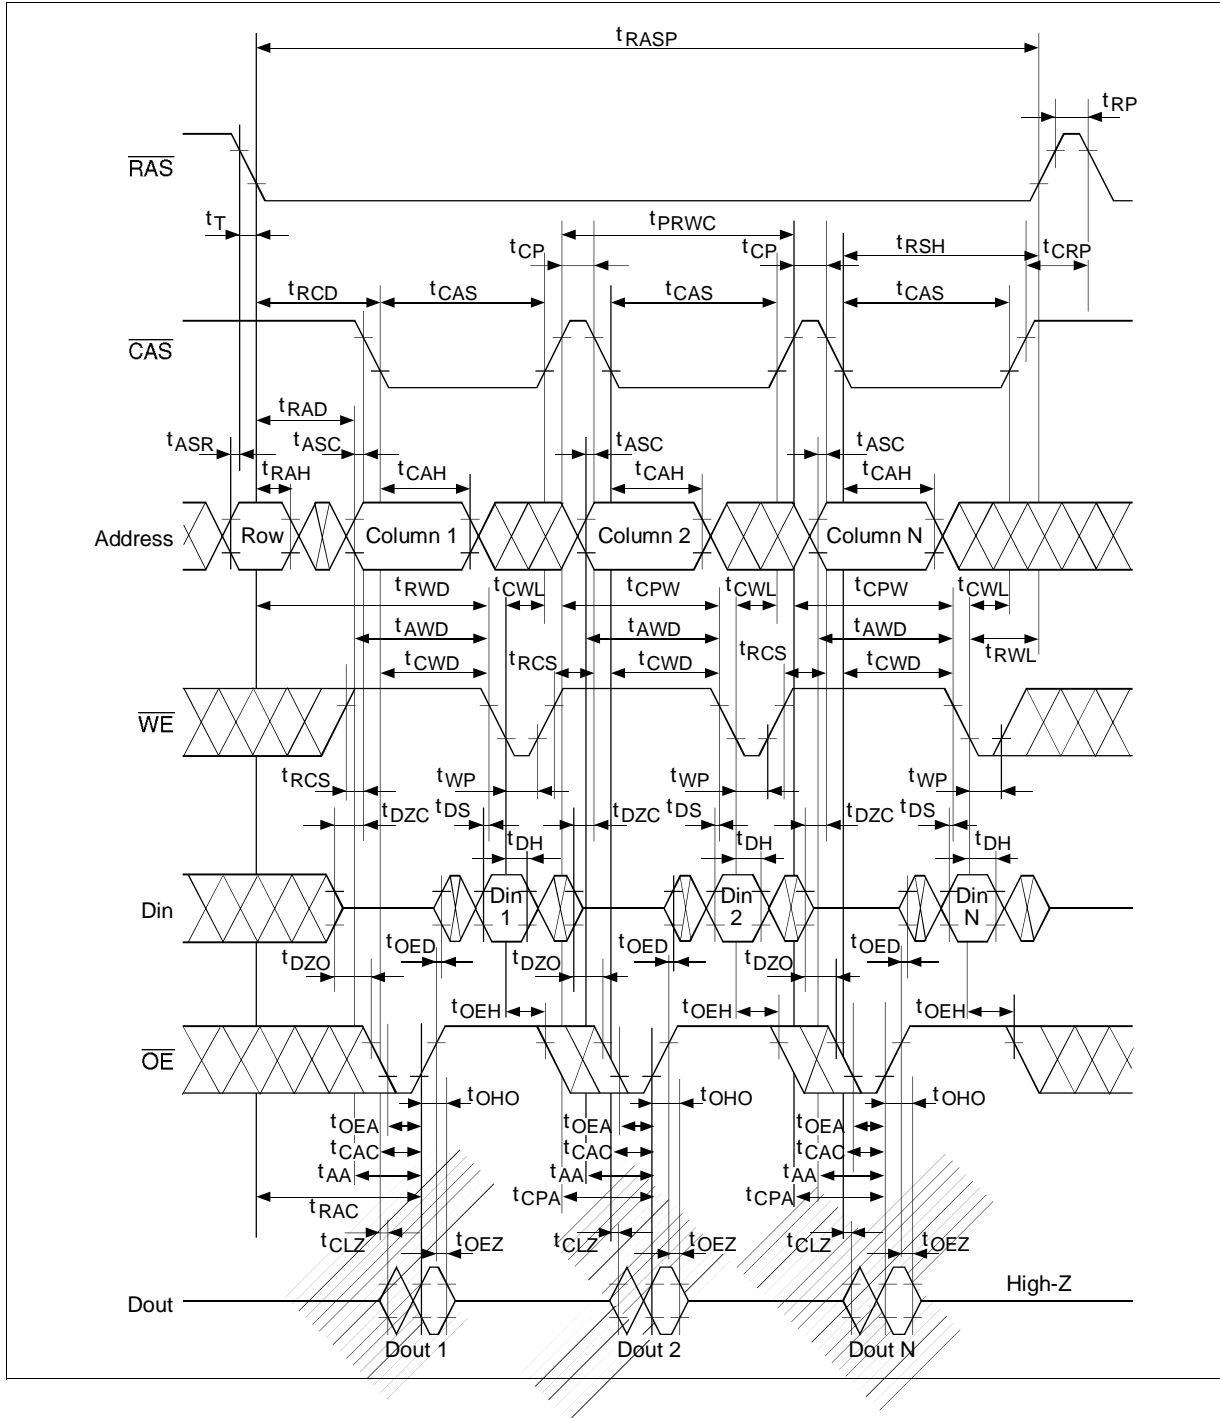 tRASP
tRP
RAS
tT
tPRWC
tCP tCP tRSH tCRP
tRCD tCAS tCAS tCAS
CAS
tRAD
tASR tASC tASC tASC
tRAH tCAH tCAH tCAH
Address Row Column 1 Column 2 Column N
tRWD tCWL tCPW tCWL tCPW tCWL
tAWD tAWD tAWD
tCWD tRCS tCWD tRCS tCWD tRWL
WE
tRCS tWP tWP tWP
tDZC tDS tDZC tDS tDZC tDS
tDH tDH tDH
Din Din 1 Din 2 Din N
tDZO tOED tDZO tOED tDZO tOED
tOEH tOEH tOEH
OE
tOHO tOHO tOHO
tOEA tOEA tOEA
tCAC tCAC tCAC
tAA tAA tAA
tRAC tCPA tCPA
tCLZ tOEZ tCLZ tOEZ tCLZ tOEZ
High-Z
Dout
Dout 1 Dout 2 Dout N